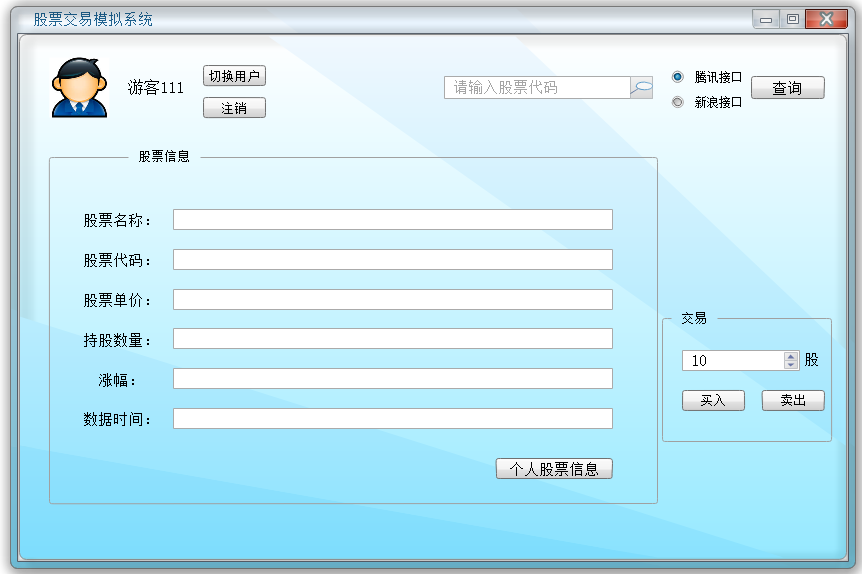 股票交易模拟系统
游客111
切换用户
注销
请输入股票代码
腾讯接口
新浪接口
查询
股票信息
股票名称：
股票代码：
股票单价：
持股数量：
涨幅：
数据时间：
个人股票信息
交易
10 股
买入
卖出